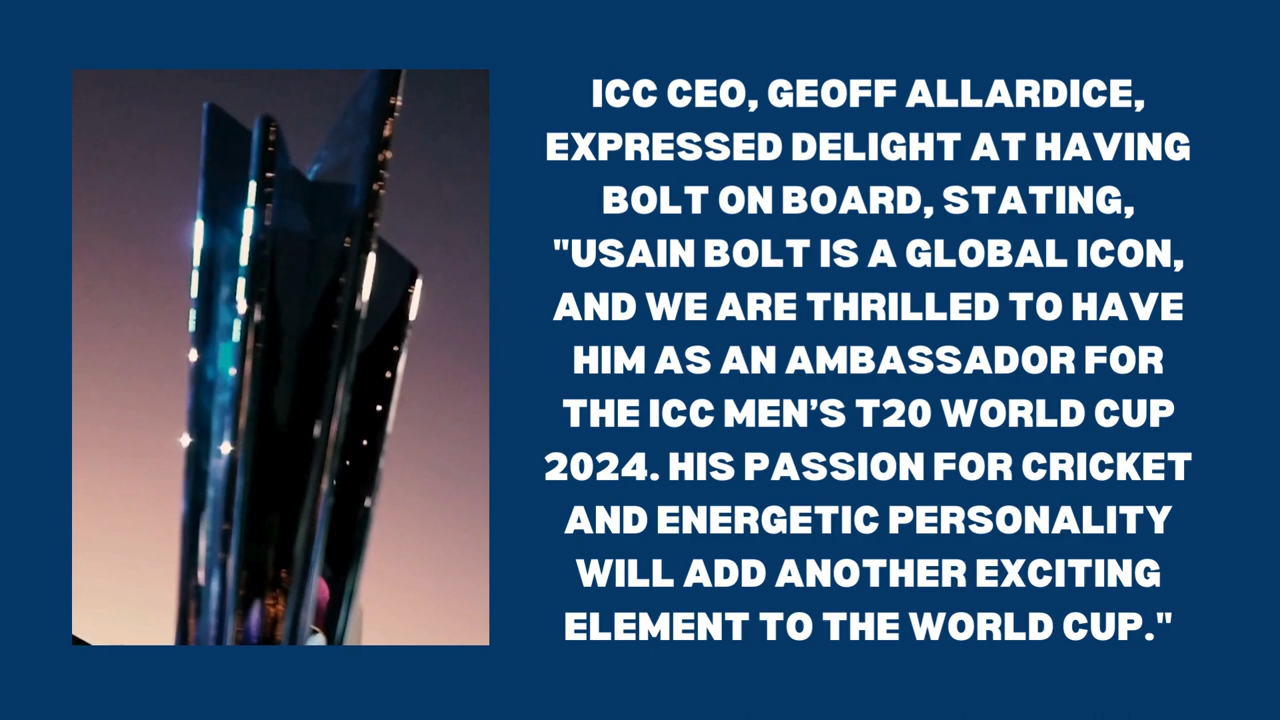 ICC CEO, GEOFF ALLARDICE,
EXPRESSED DELIGHT AT HAVING
BOLT ON BOARD, STATING,
"USAIN BOLT IS A GLOBAL ICON,
AND WE ARE THRILLED TO HAVE
HIM AS AN AMBASSADOR FOR
THE ICC MEN’S T20 WORLD CUP
2024. HIS PASSION FOR CRICKET
AND ENERGETIC PERSONALITY
WILL ADD ANOTHER EXCITING
ELEMENT TO THE WORLD CUP."